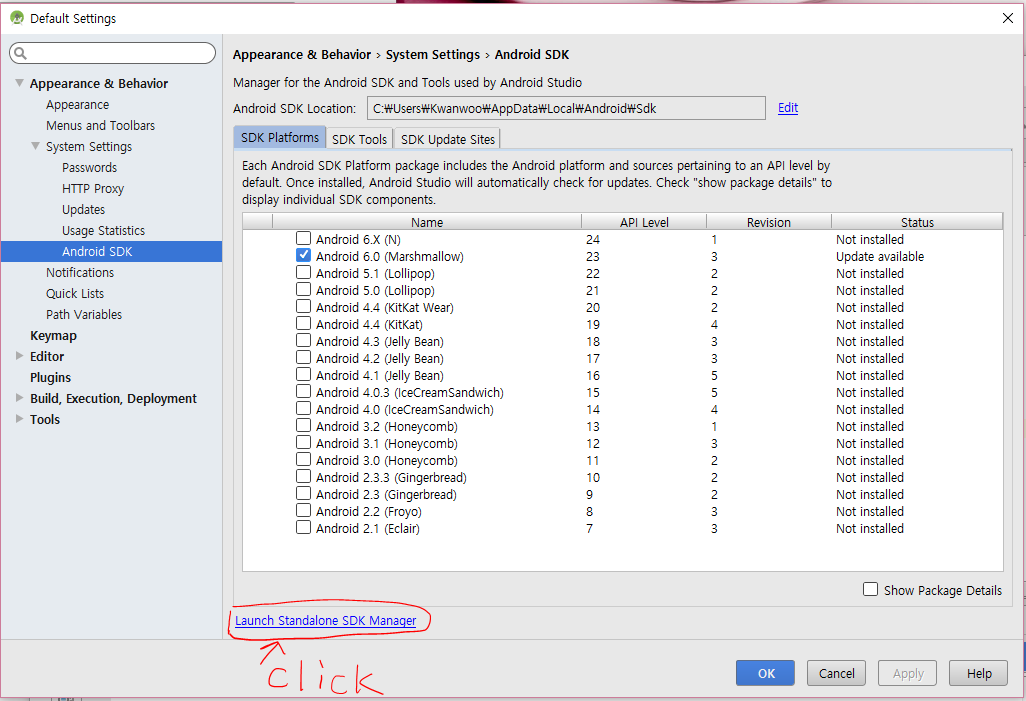 Default Settings
Appearance & Behavior › System Settings › Android SDK
Appearance & Behavior
Appearance
Menus and Toolbars
System Settings
Passwords
HTTP Proxy
Updates
Usage Statistics
Android SDK
Notifications
Quick Lists
Path Variables
Keymap
Editor
Plugins
Build, Execution, Deployment
Tools
Manager for the Android SDK and Tools used by Android Studio
Android SDK Location: C:₩Users₩Kwanwoo₩AppData₩Local₩Android₩Sdk Edit
SDK Platforms SDK Tools SDK Update Sites
Each Android SDK Platform package includes the Android platform and sources pertaining to an API level by
default. Once installed, Android Studio will automatically check for updates. Check "show package details" to
display individual SDK components.
Name API Level Revision Status
Android 6.X (N) 24 1 Not installed
Android 6.0 (Marshmallow) 23 3 Update available
Android 5.1 (Lollipop) 22 2 Not installed
Android 5.0 (Lollipop) 21 2 Not installed
Android 4.4 (KitKat Wear) 20 2 Not installed
Android 4.4 (KitKat) 19 4 Not installed
Android 4.3 (Jelly Bean) 18 3 Not installed
Android 4.2 (Jelly Bean) 17 3 Not installed
Android 4.1 (Jelly Bean) 16 5 Not installed
Android 4.0.3 (IceCreamSandwich) 15 5 Not installed
Android 4.0 (IceCreamSandwich) 14 4 Not installed
Android 3.2 (Honeycomb) 13 1 Not installed
Android 3.1 (Honeycomb) 12 3 Not installed
Android 3.0 (Honeycomb) 11 2 Not installed
Android 2.3.3 (Gingerbread) 10 2 Not installed
Android 2.3 (Gingerbread) 9 2 Not installed
Android 2.2 (Froyo) 8 3 Not installed
Android 2.1 (Eclair) 7 3 Not installed
Show Package Details
Launch Standalone SDK Manager
click
OK Cancel Apply Help